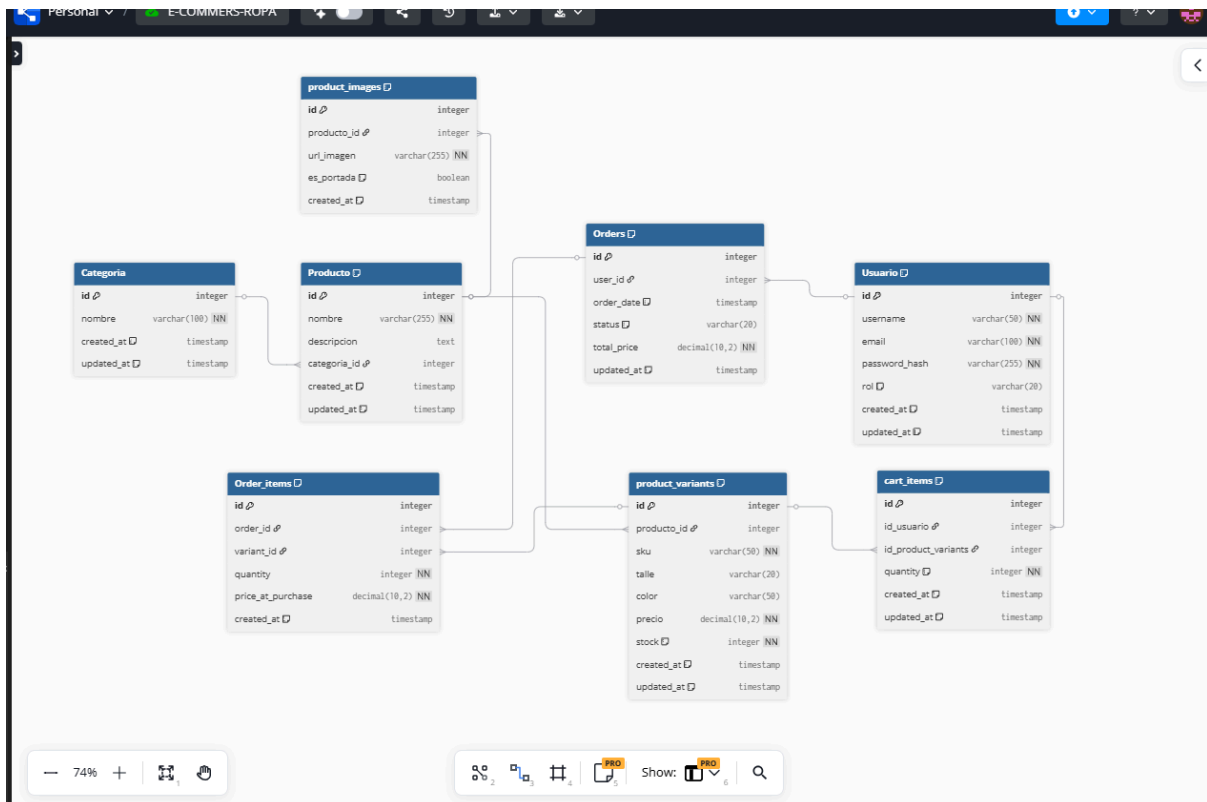 Personal / E-COMMERS-ROPA ?
product_images
id integer
producto_id integer
url_imagen varchar(255) NN
es_portada boolean
created_at timestamp
Orders
id integer
user_id integer
order_date timestamp
status varchar(20)
total_price decimal(10,2) NN
updated_at timestamp
Categoria
id integer
nombre varchar(100) NN
created_at timestamp
updated_at timestamp
Producto
id integer
nombre varchar(255) NN
descripcion text
categoria_id integer
created_at timestamp
updated_at timestamp
Usuario
id integer
username varchar(50) NN
email varchar(100) NN
password_hash varchar(255) NN
rol varchar(20)
created_at timestamp
updated_at timestamp
Order_items
id integer
order_id integer
variant_id integer
quantity integer NN
price_at_purchase decimal(10,2) NN
created_at timestamp
product_variants
id integer
producto_id integer
sku varchar(50) NN
talle varchar(20)
color varchar(50)
precio decimal(10,2) NN
stock integer NN
created_at timestamp
updated_at timestamp
cart_items
id integer
id_usuario integer
id_product_variants integer
quantity integer NN
created_at timestamp
updated_at timestamp
74% 1
2 3 4 PRO 5 Show: PRO 6